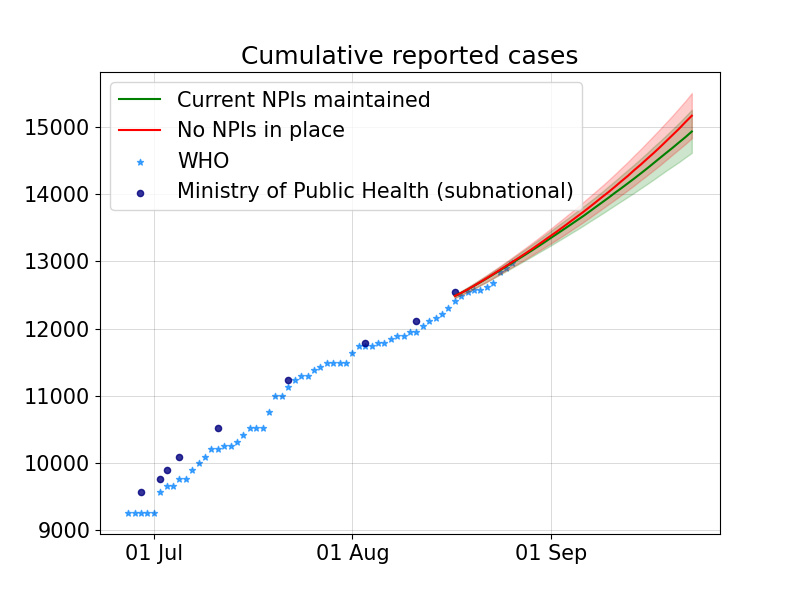 Cumulative reported cases
Current NPIs maintained
No NPIs in place
WHO
Ministry of Public Health (subnational)
15000
14000
13000
12000
11000
10000
9000
01 Jul
01 Aug
01 Sep